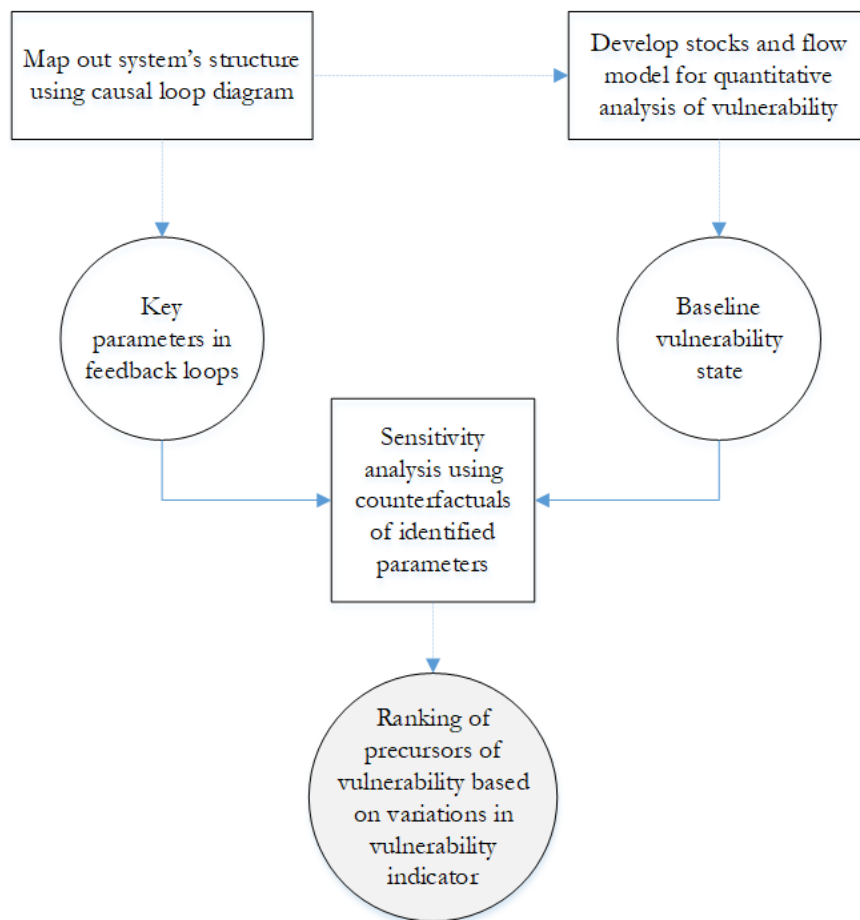 Map out system's structure
using causal loop diagram
Develop stocks and flow
model for quantitative
analysis of vulnerability
Key
parameters in
feedback loops
Baseline
vulnerability
state
Sensitivity
analysis using
counterfactuals
of identified
parameters
Ranking of
precursors of
vulnerability based
on variations in
vulnerability
indicator